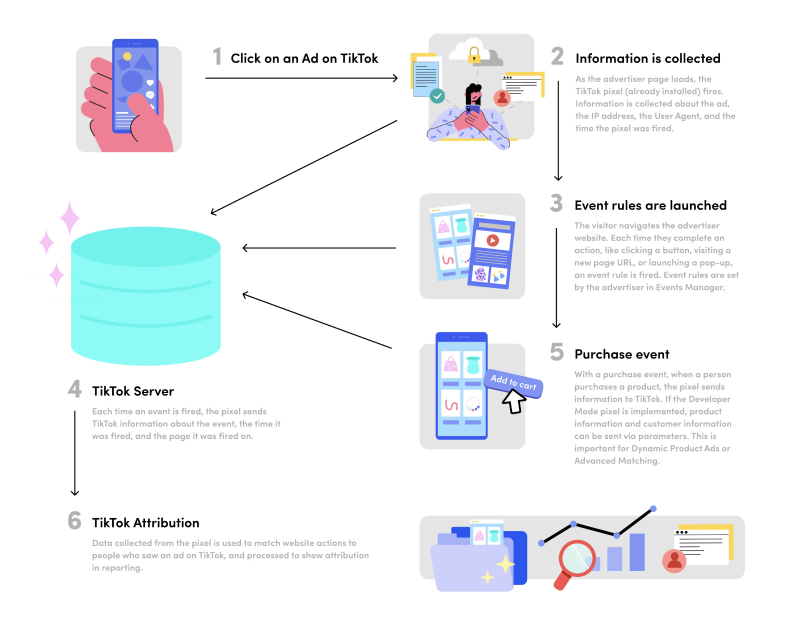 1 Click on an Ad on TikTok
2 Information is collected
As the advertiser page loads, the
TikTok pixel (already installed) fires.
Information is collected about the ad,
the IP address, the User Agent, and the
time the pixel was fired.
3 Event rules are launched
The visitor navigates the advertiser
website. Each time they complete an
action, like clicking a button, visiting a
new page URL, or launching a pop-up,
an event rule is fired. Event rules are set
by the advertiser in Events Manager.
4 TikTok Server
Each time an event is fired, the pixel sends
TikTok information about the event, the time it
was fired, and the page it was fired on.
Add to cart
5 Purchase event
With a purchase event, when a person
purchases a product, the pixel sends
information to TikTok. If the Developer
Mode pixel is implemented, product
information and customer information
can be sent via parameters. This is
important for Dynamic Product Ads or
Advanced Matching.
6 TikTok Attribution
Data collected from the pixel is used to match website actions to
people who saw an ad on TikTok, and processed to show attribution
in reporting.